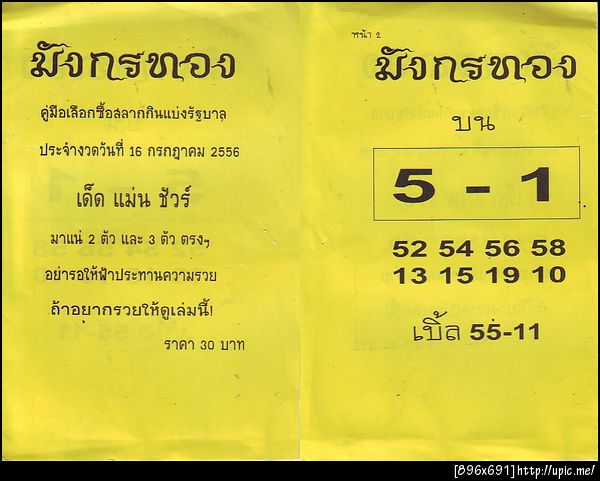 มังกรทอง
คู่มือเลือกซื้อสลากกินแบ่งรัฐบาล
ประจำงวดวันที่ 16 กรกฎาคม 2556
เด็ด แม่น ชัวร์
มาแน่ 2 ตัว และ 3 ตัว ตรงๆ
อย่ารอให้ฟ้าประทานความรวย
ถ้าอยากรวยให้ดูเล่มนี้!
ราคา 30 บาท
หน้า 2
มังกรทอง
บน
5 - 1
52 54 56 58
13 15 19 10
เบิ้ล 55-11
[896x691]http://upic.me/